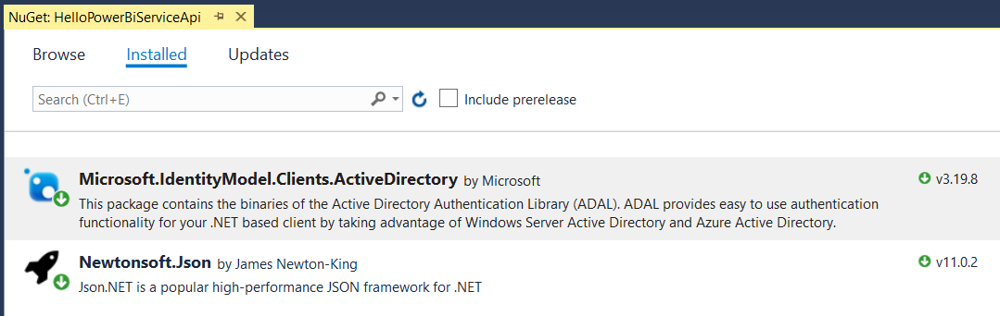 NuGet: HelloPowerBiServiceApi
Browse Installed Updates
Search (Ctrl+E) Include prerelease
Microsoft.IdentityModel.Clients.ActiveDirectory by Microsoft v3.19.8
This package contains the binaries of the Active Directory Authentication Library (ADAL). ADAL provides easy to use authentication
functionality for your .NET based client by taking advantage of Windows Server Active Directory and Azure Active Directory.
Newtonsoft.Json by James Newton-King v11.0.2
Json.NET is a popular high-performance JSON framework for .NET